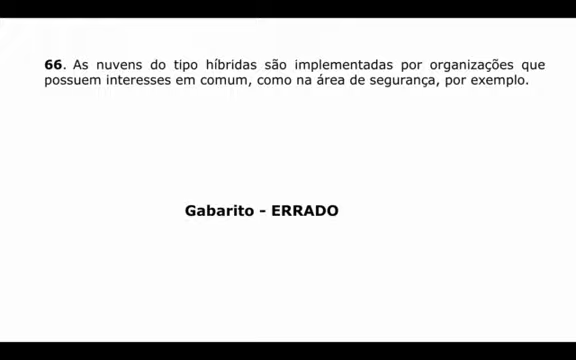 66. As nuvens do tipo híbridas são implementadas por organizações que
possuem interesses em comum, como na área de segurança, por exemplo.
Gabarito - ERRADO